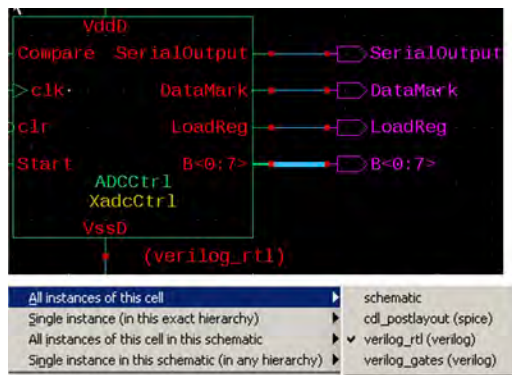 VddD
Compare SerialOutput SerialOutput
clk DataMark DataMark
clr LoadReg LoadReg
Start B<0:7> B<0:7>
ADCCtrl
XadcCtrl
VssD
(verilog_rtl)
All instances of this cell schematic
Single instance (in this exact hierarchy) cdl_postlayout (spice)
All instances of this cell in this schematic verilog_rtl (verilog)
Single instance in this schematic (in any hierarchy) verilog_gates (verilog)